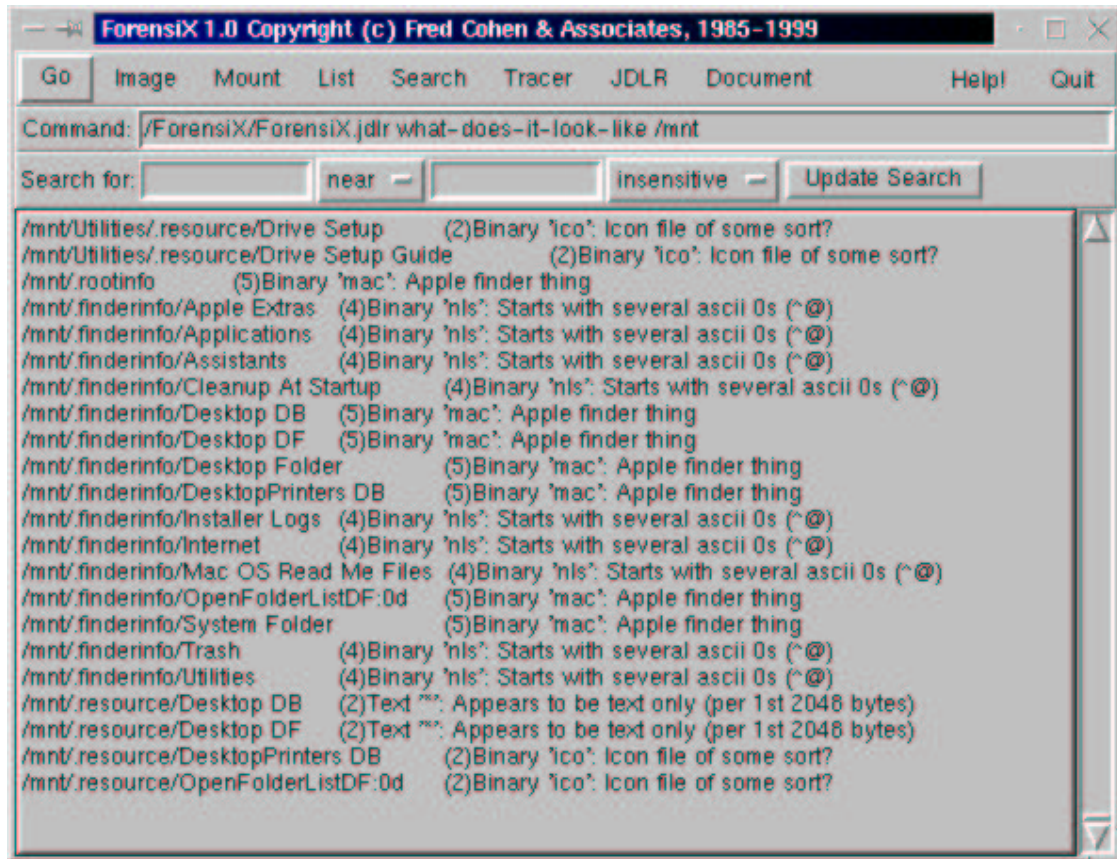 ForensiX 1.0 Copyright (c) Fred Cohen & Associates, 1985-1999
Go Image Mount List Search Tracer JDLR Document Help! Quit
Command: /ForensiX/ForensiX.jdlr what-does-it-look-like /mnt
Search for: near insensitive Update Search
/mnt/Utilities/.resource/Drive Setup (2)Binary "ico": Icon file of some sort?
/mnt/Utilities/.resource/Drive Setup Guide (2)Binary "ico": Icon file of some sort?
/mnt/.rootinfo (5)Binary "mac": Apple finder thing
/mnt/.finderinfo/Apple Extras (4)Binary "nls": Starts with several ascii 0s (^@)
/mnt/.finderinfo/Applications (4)Binary "nls": Starts with several ascii 0s (^@)
/mnt/.finderinfo/Assistants (4)Binary "nls": Starts with several ascii 0s (^@)
/mnt/.finderinfo/Cleanup At Startup (4)Binary "nls": Starts with several ascii 0s (^@)
/mnt/.finderinfo/Desktop DB (5)Binary "mac": Apple finder thing
/mnt/.finderinfo/Desktop DF (5)Binary "mac": Apple finder thing
/mnt/.finderinfo/Desktop Folder (5)Binary "mac": Apple finder thing
/mnt/.finderinfo/DesktopPrinters DB (5)Binary "mac": Apple finder thing
/mnt/.finderinfo/Installer Logs (4)Binary "nls": Starts with several ascii 0s (^@)
/mnt/.finderinfo/Internet (4)Binary "nls": Starts with several ascii 0s (^@)
/mnt/.finderinfo/Mac OS Read Me Files (4)Binary "nls": Starts with several ascii 0s (^@)
/mnt/.finderinfo/OpenFolderListDF:0d (5)Binary "mac": Apple finder thing
/mnt/.finderinfo/System Folder (5)Binary "mac": Apple finder thing
/mnt/.finderinfo/Trash (4)Binary "nls": Starts with several ascii 0s (^@)
/mnt/.finderinfo/Utilities (4)Binary "nls": Starts with several ascii 0s (^@)
/mnt/.resource/Desktop DB (2)Text "*": Appears to be text only (per 1st 2048 bytes)
/mnt/.resource/Desktop DF (2)Text "*": Appears to be text only (per 1st 2048 bytes)
/mnt/.resource/DesktopPrinters DB (2)Binary "ico": Icon file of some sort?
/mnt/.resource/OpenFolderListDF:0d (2)Binary "ico": Icon file of some sort?